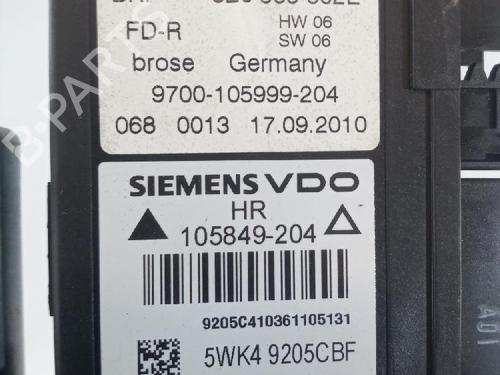 FD-R
HW 06
SW 06
brose Germany
9700-105999-204
068 0013 17.09.2010
SIEMENS VDO
HR
105849-204
9205C410361105131
5WK4 9205CBF
B-PARTS